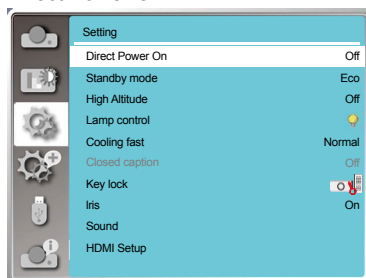 Setting
Direct Power On Off
Standby mode Eco
High Altitude Off
Lamp control
Cooling fast Normal
Closed caption Off
Key lock
Iris On
Sound
HDMI Setup